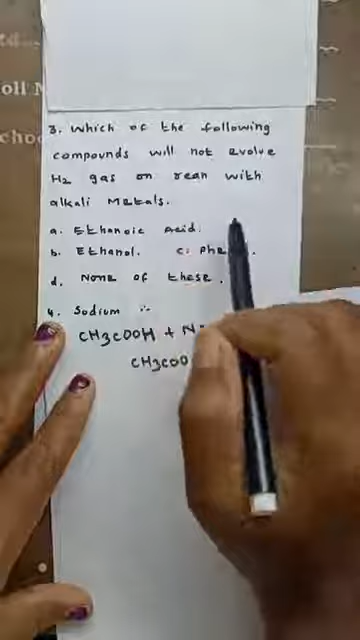 3. Which of the following
compounds will not evolve
H2 gas on rean with
alkali Metals.
a. Ethanoic Acid.
b. Ethanol. c.
d. None of these.
4. Sodium
CH3COOH +
CH3COO